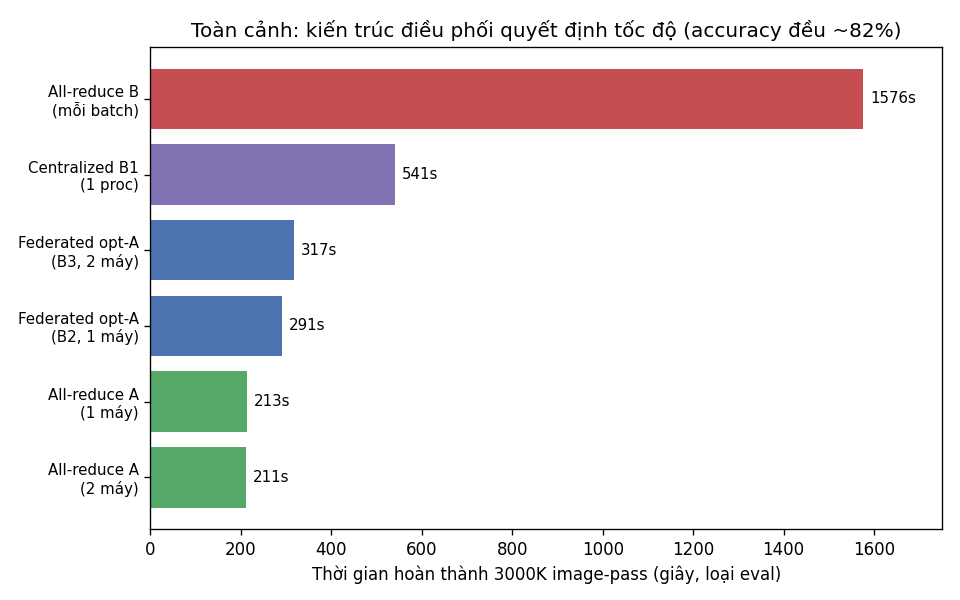 Toàn cảnh: kiến trúc điều phối quyết định tốc độ (accuracy đều ~82%)
All-reduce B
(mỗi batch)
1576s
Centralized B1
(1 proc)
541s
Federated opt-A
(B3, 2 máy)
317s
Federated opt-A
(B2, 1 máy)
291s
All-reduce A
(1 máy)
213s
All-reduce A
(2 máy)
211s
0 200 400 600 800 1000 1200 1400 1600
Thời gian hoàn thành 3000K image-pass (giây, loại eval)